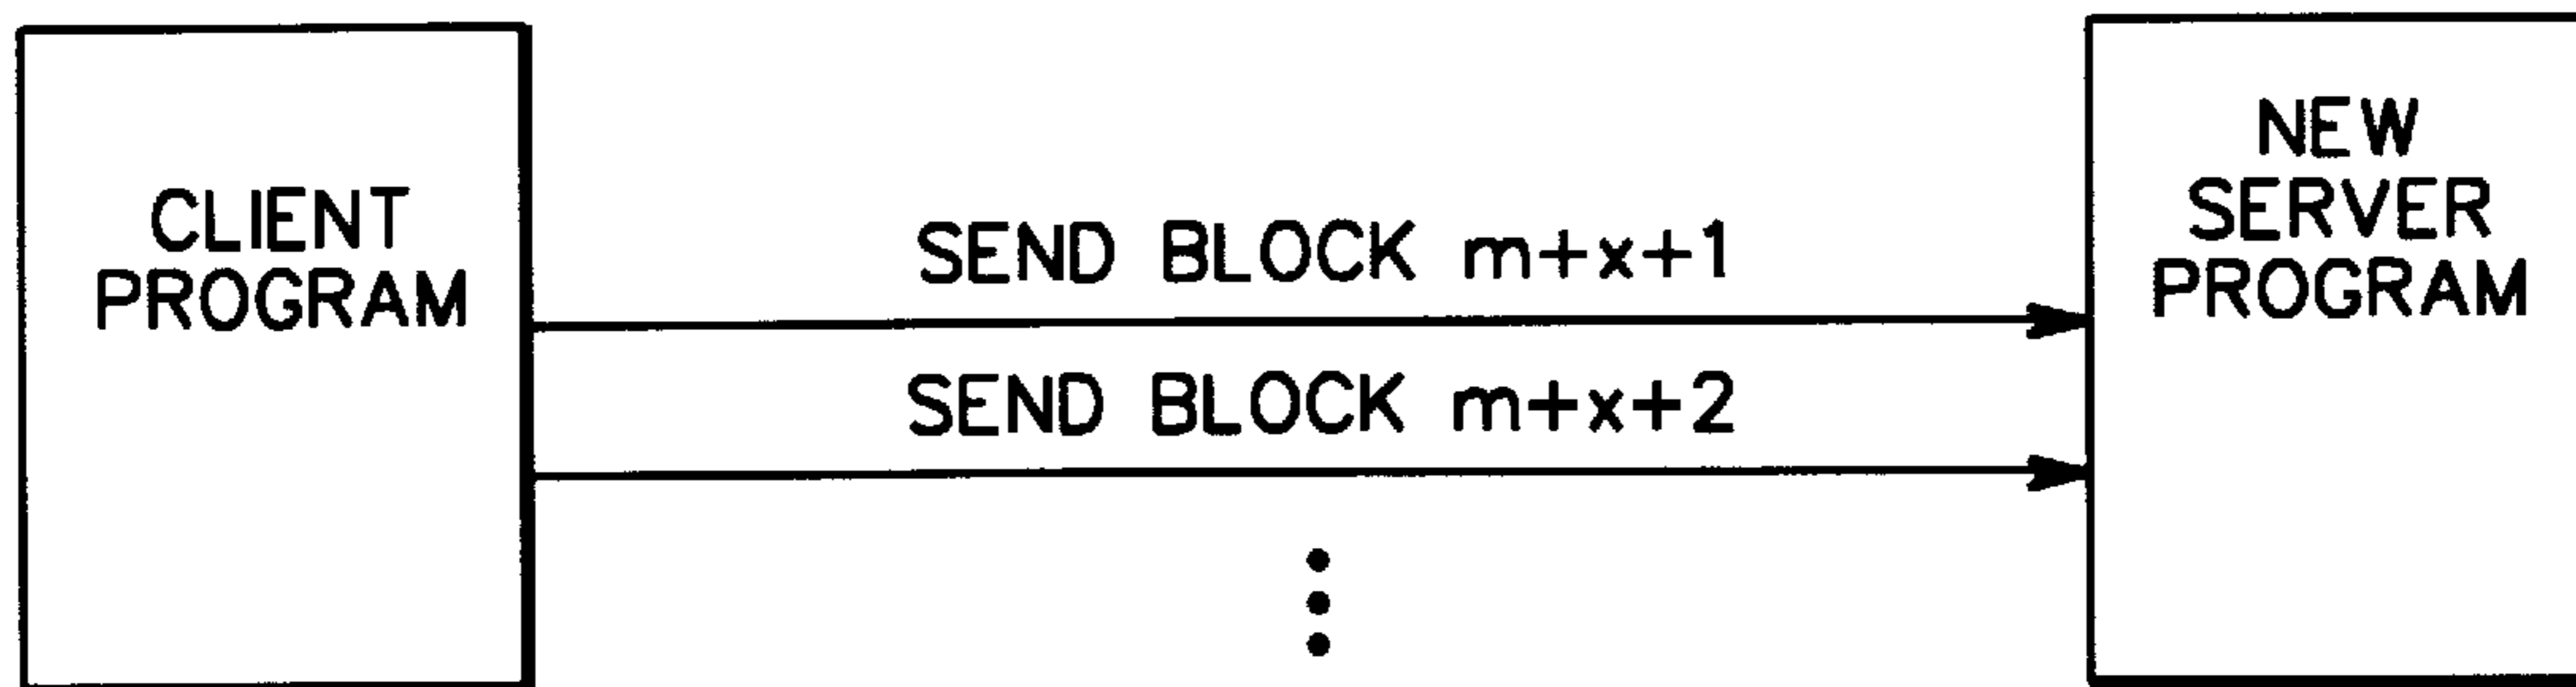 CLIENT
PROGRAM
SEND BLOCK m+x+1
SEND BLOCK m+x+2
NEW
SERVER
PROGRAM